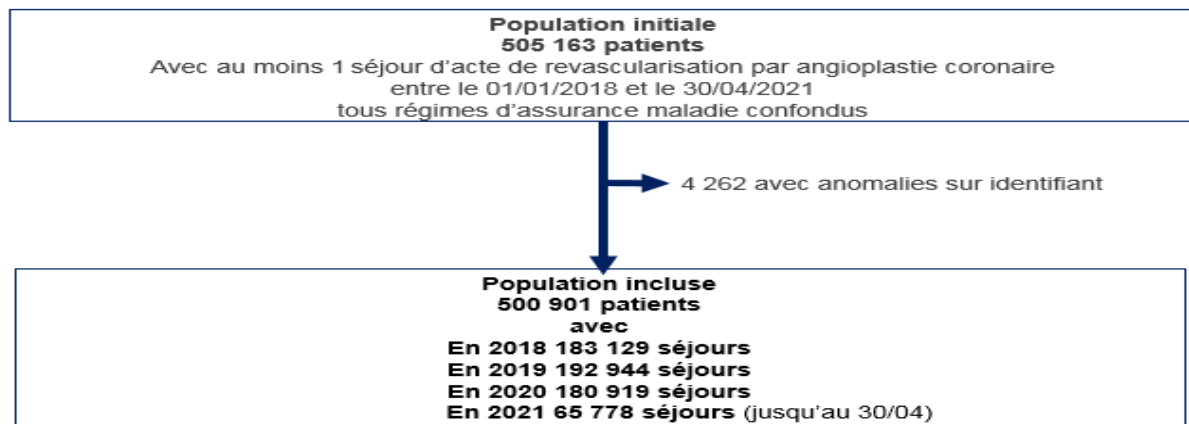 Population initiale
505 163 patients
Avec au moins 1 séjour d'acte de revascularisation par angioplastie coronaire
entre le 01/01/2018 et le 30/04/2021
tous régimes d'assurance maladie confondus
4 262 avec anomalies sur identifiant
Population incluse
500 901 patients
avec
En 2018 183 129 séjours
En 2019 192 944 séjours
En 2020 180 919 séjours
En 2021 65 778 séjours (jusqu'au 30/04)